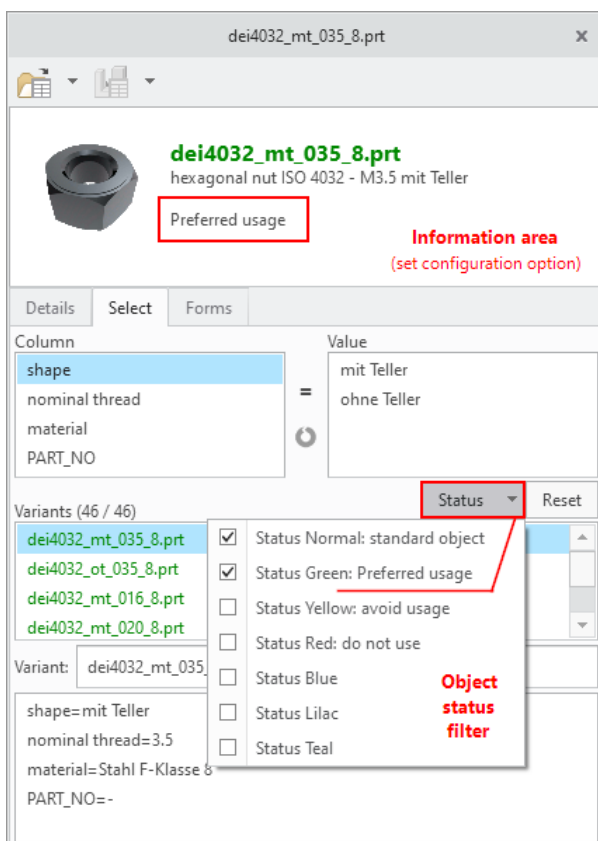 dei4032_mt_035_8.prt
dei4032_mt_035_8.prt
hexagonal nut ISO 4032 - M3.5 mit Teller
Preferred usage
Information area
(set configuration option)
Details Select Forms
Column Value
shape mit Teller
nominal thread = ohne Teller
material
PART_NO
Status Reset
Variants (46 / 46)
dei4032_mt_035_8.prt Status Normal: standard object
dei4032_ot_035_8.prt Status Green: Preferred usage
dei4032_mt_016_8.prt Status Yellow: avoid usage
dei4032_mt_020_8.prt Status Red: do not use
Variant: dei4032_mt_035_ Status Blue
Object
status
filter
shape=mit Teller Status Lilac
nominal thread=3.5 Status Teal
material=Stahl F-Klasse 8
PART_NO=-